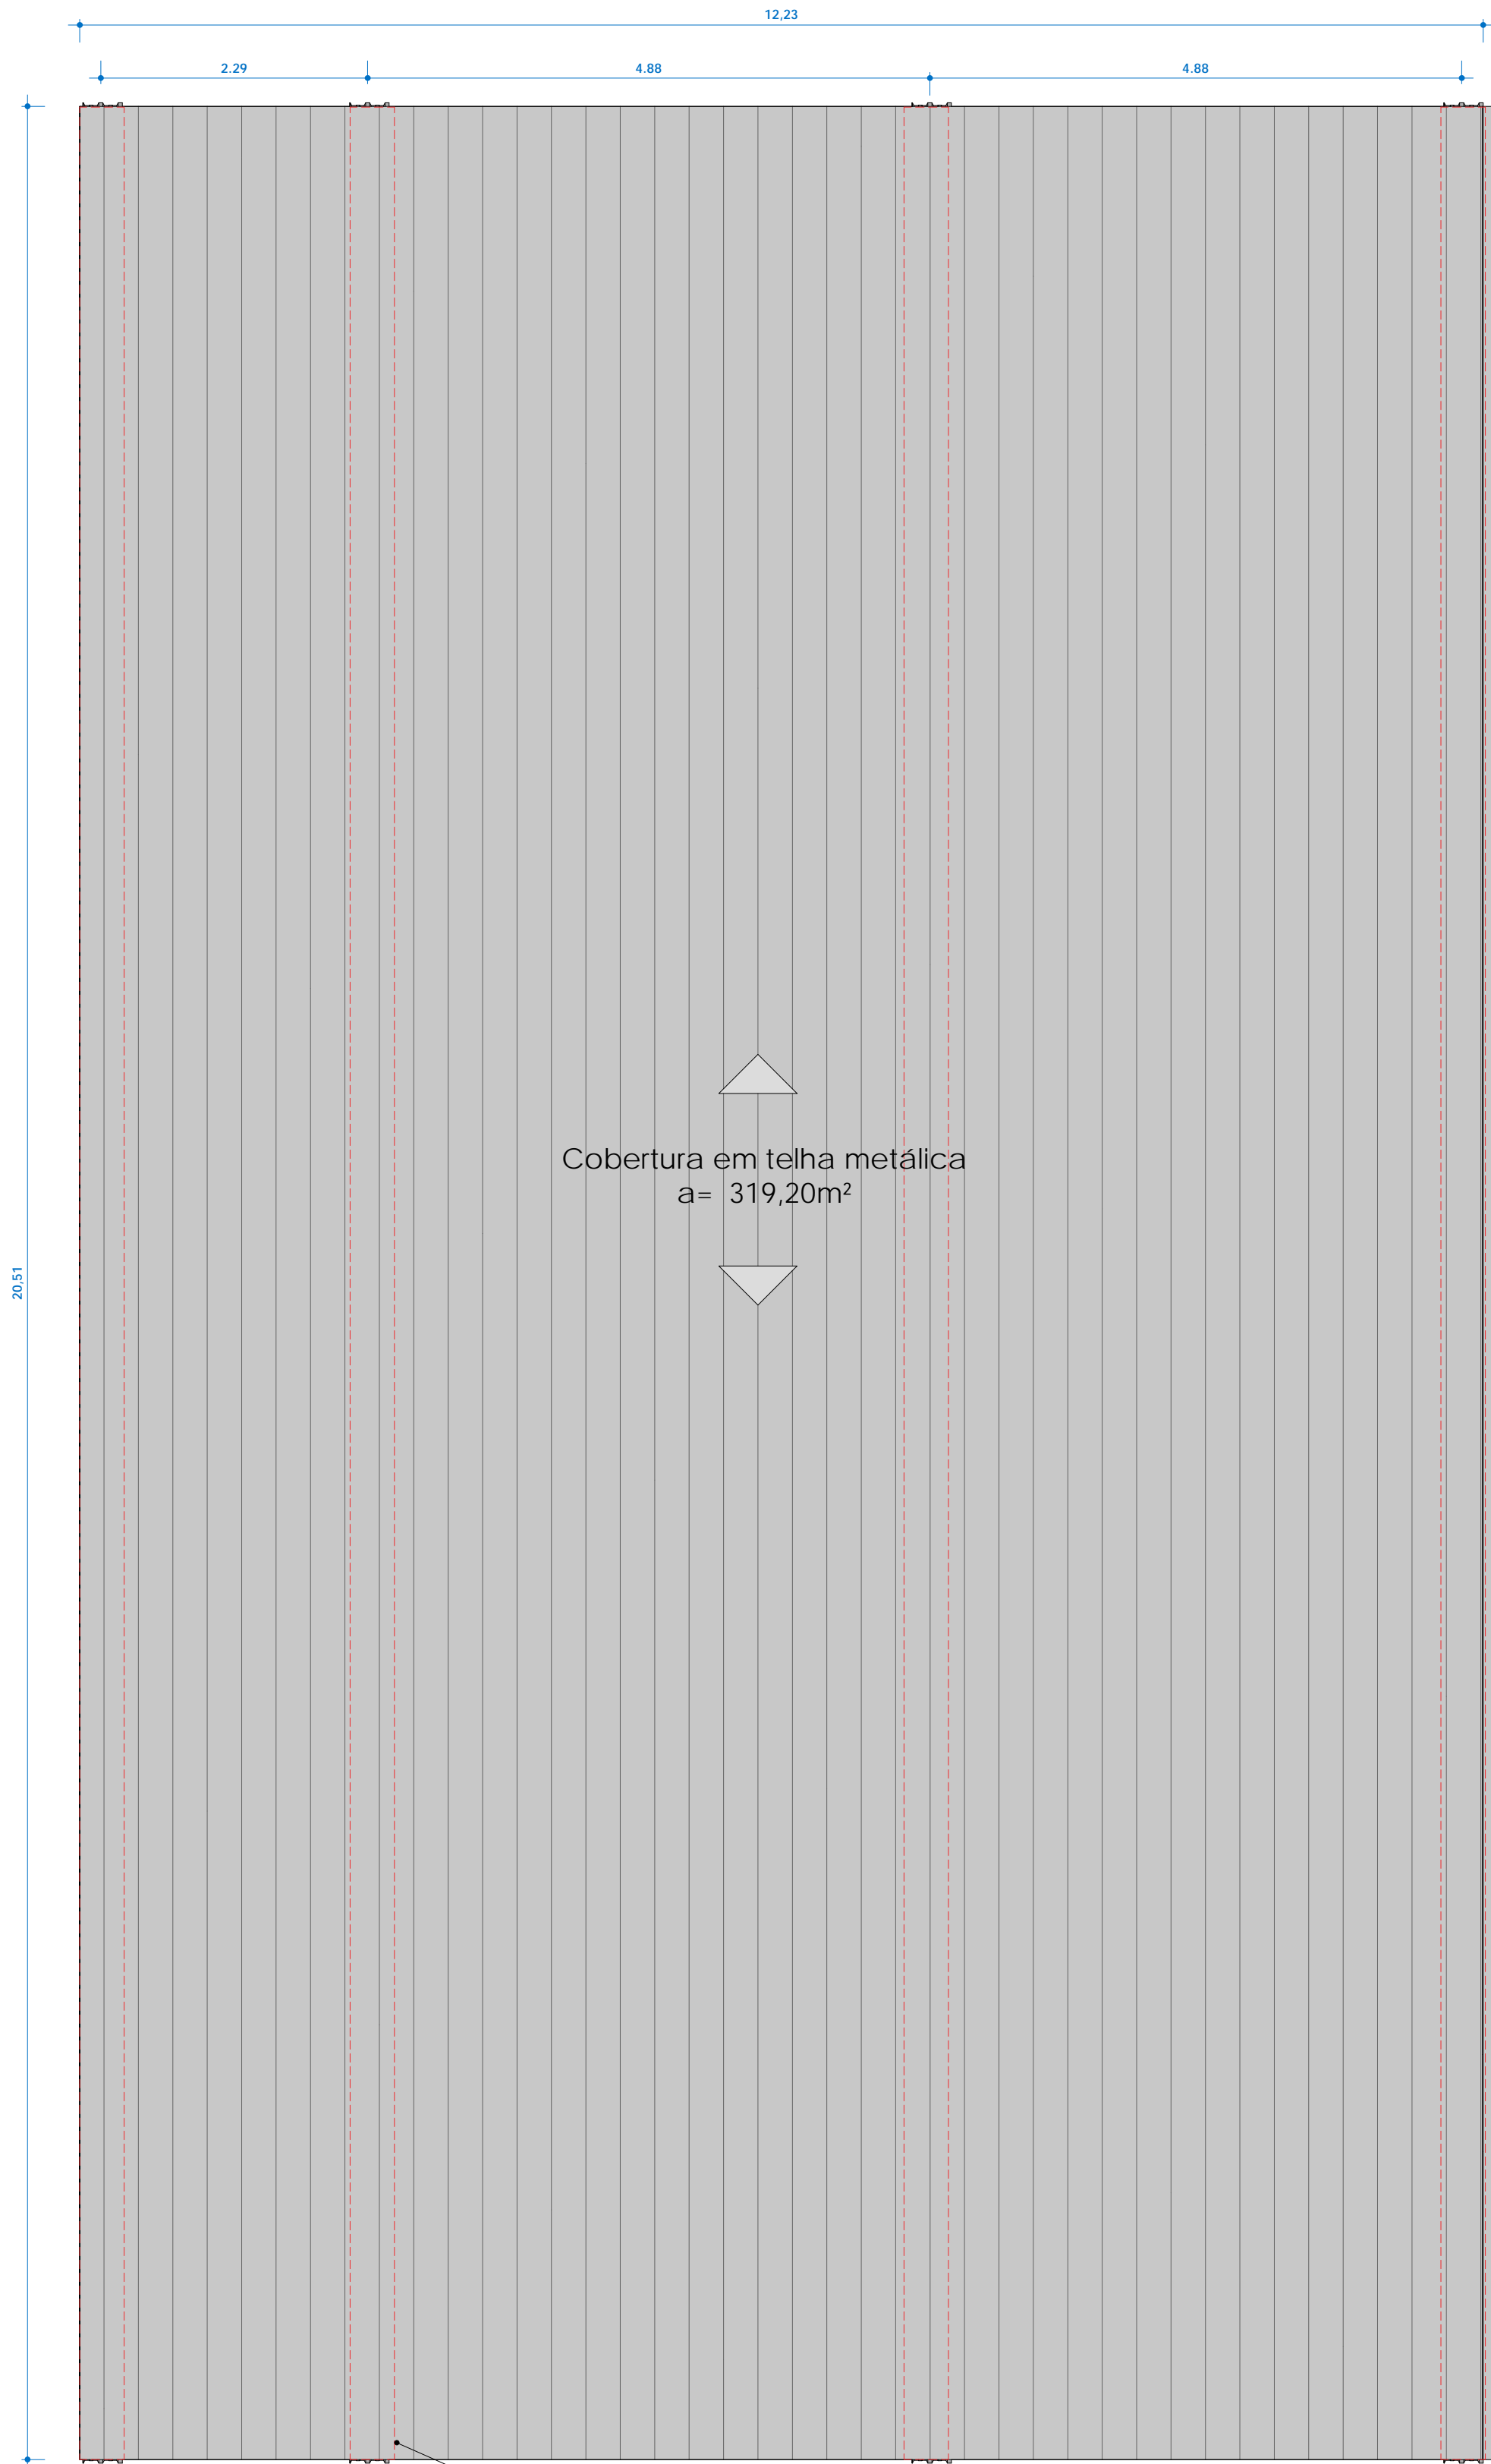 12,23
2.29
4.88
4.88
Cobertura em telha metálica
a= 319,20m²
20,51